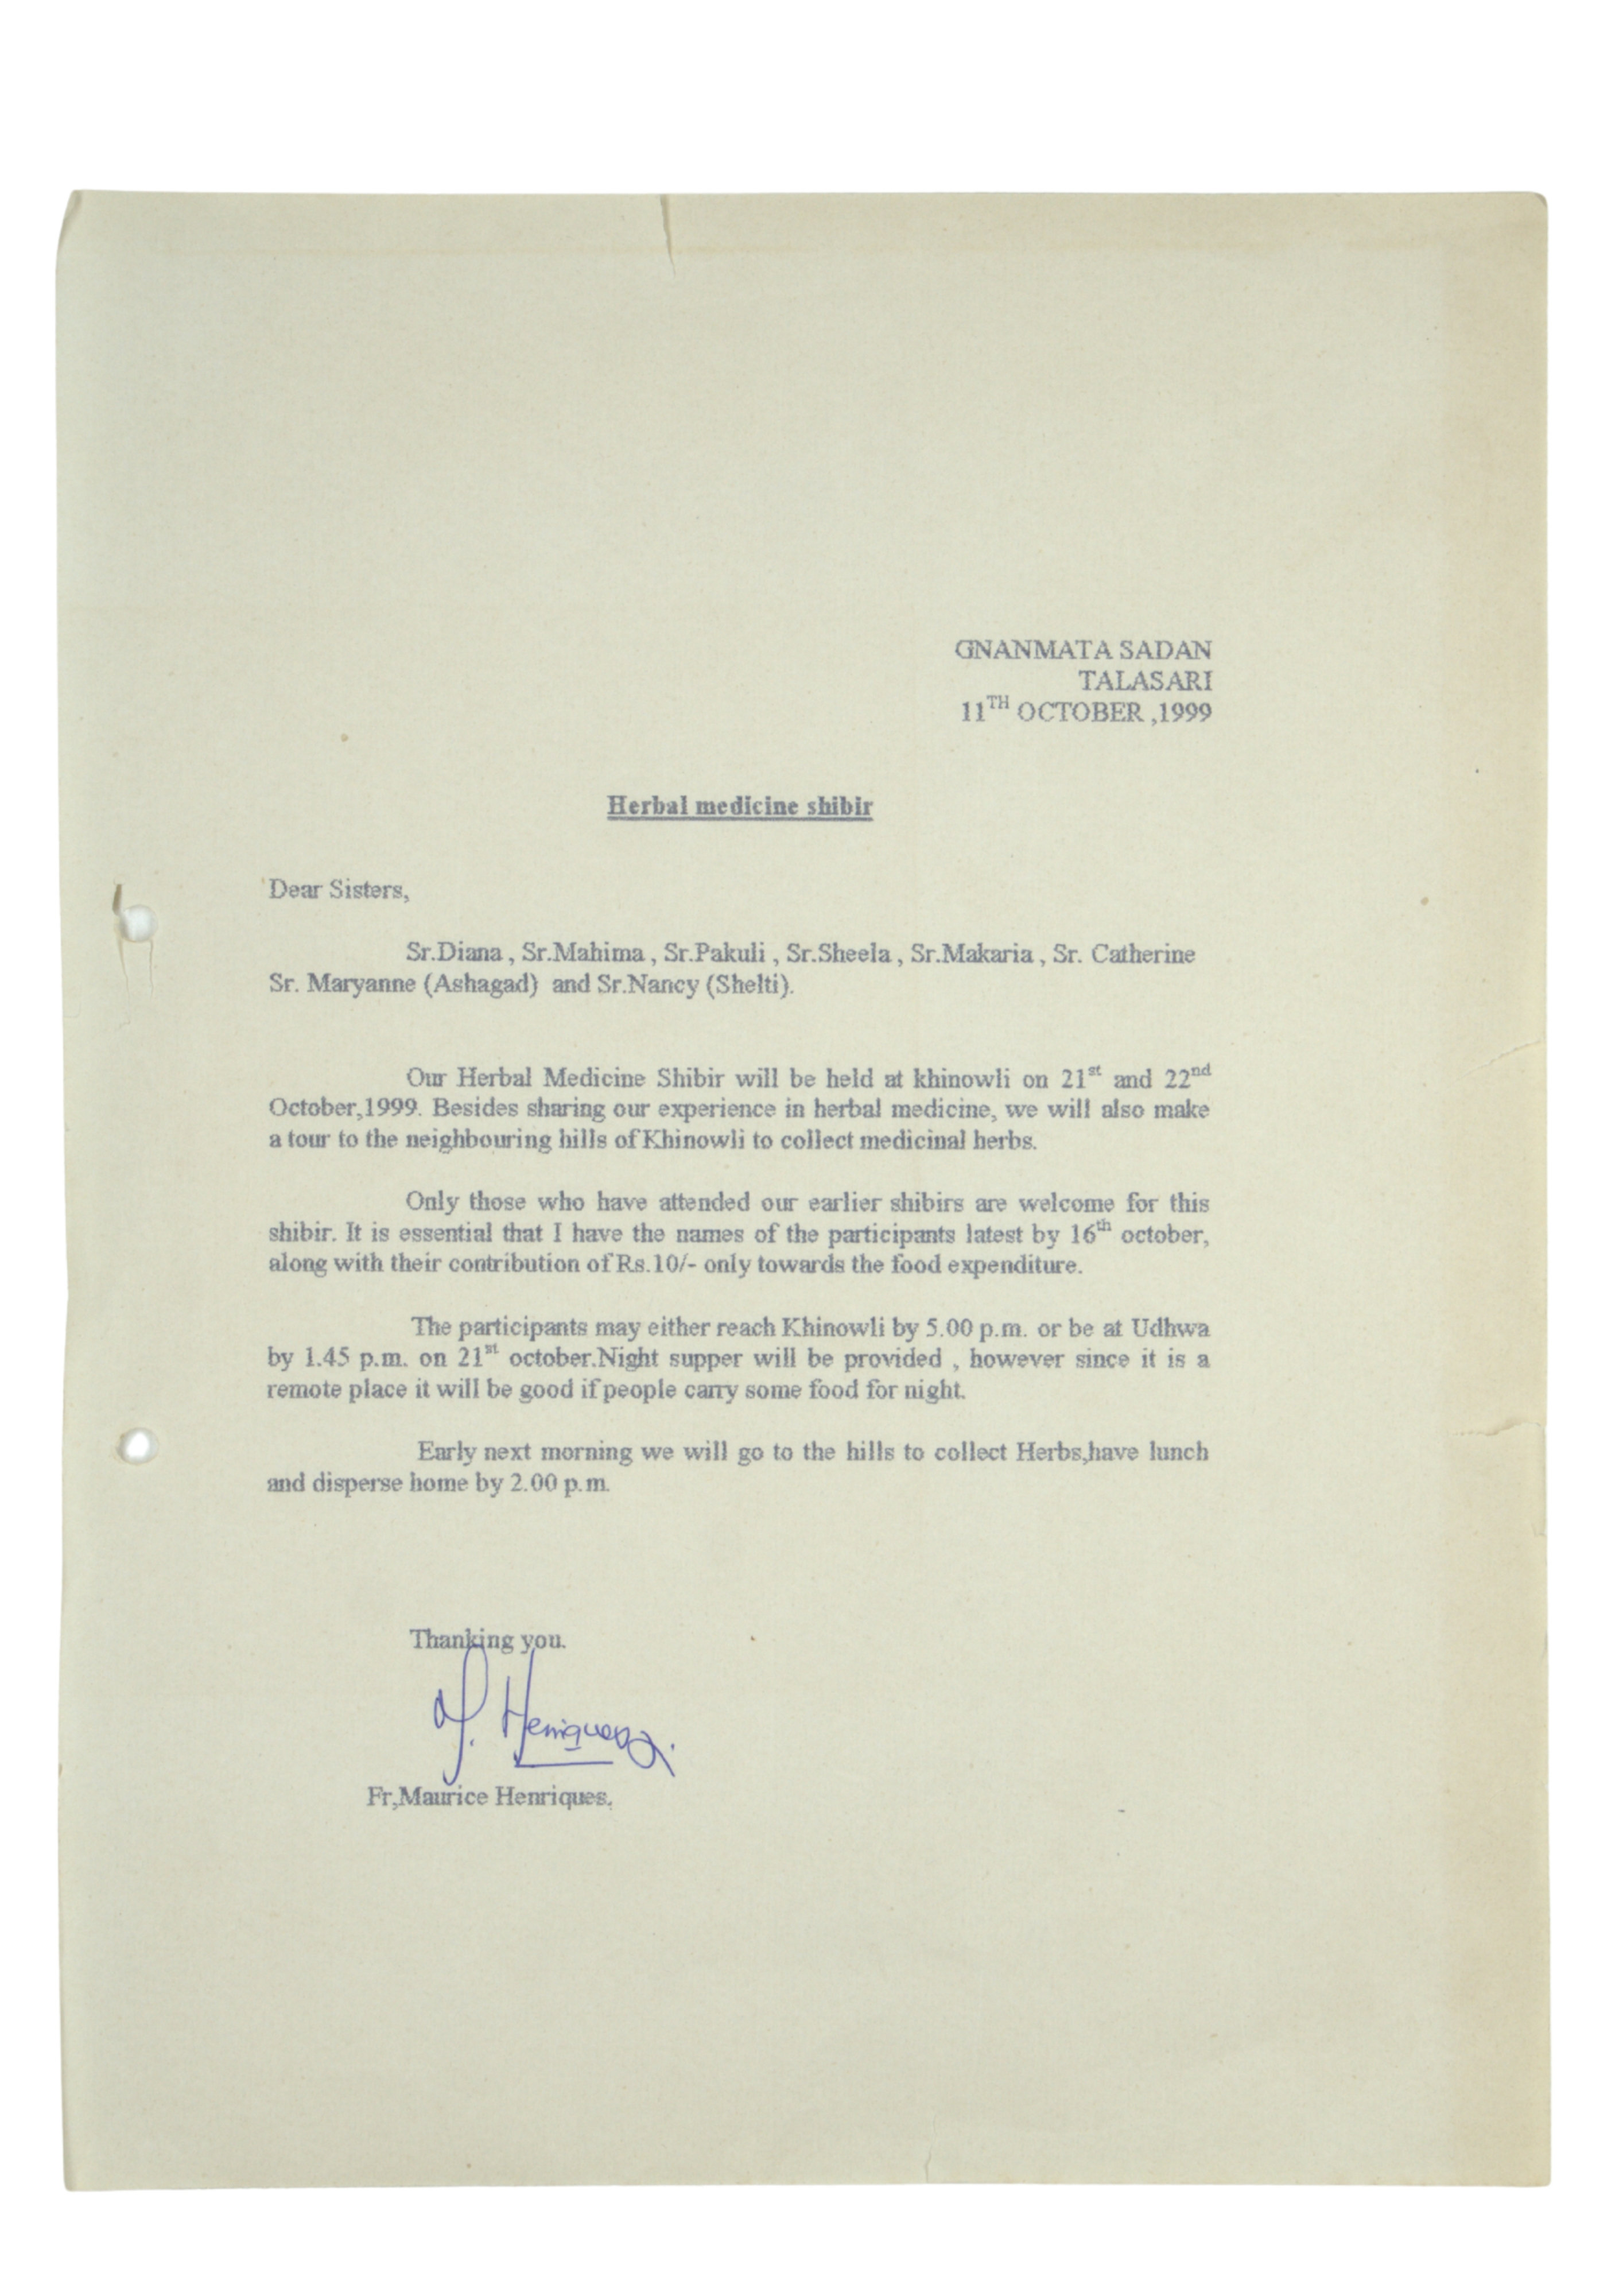 GNANMATA SADAN
TALASARI
11TH OCTOBER ,1999
Herbal medicine shibir
Dear Sisters,
Sr.Diana , Sr.Mahima , Sr.Pakuli , Sr.Sheela , Sr.Makaria , Sr. Catherine
Sr. Maryanne (Ashagad) and Sr.Nancy (Shelti).
Our Herbal Medicine Shibir will be held at khinowli on 21st and 22nd
October,1999. Besides sharing our experience in herbal medicine, we will also make
a tour to the neighbouring hills of Khinowli to collect medicinal herbs.
Only those who have attended our earlier shibirs are welcome for this
shibir. It is essential that I have the names of the participants latest by 16th october,
along with their contribution of Rs.10/- only towards the food expenditure.
The participants may either reach Khinowli by 5.00 p.m. or be at Udhwa
by 1.45 p.m. on 21st october.Night supper will be provided , however since it is a
remote place it will be good if people carry some food for night.
Early next morning we will go to the hills to collect Herbs,have lunch
and disperse home by 2.00 p.m.
Thanking you.
M. Henriques.
Fr,Maurice Henriques.